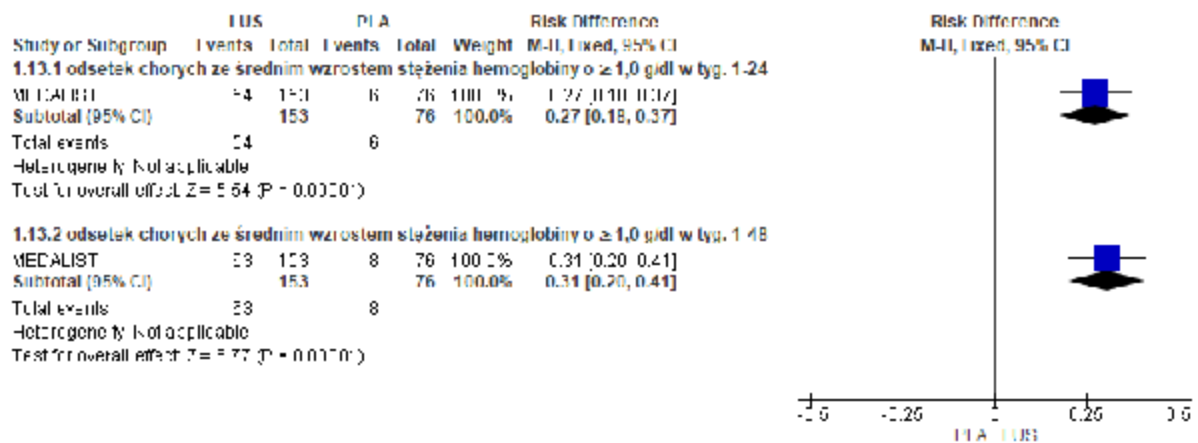 LUS PLA Risk Difference Risk Difference
Study or Subgroup Events Total Events Total Weight M-H, Fixed, 95% CI M-H, Fixed, 95% CI
1.13.1 odsetek chorych ze średnim wzrostem stężenia hemoglobiny o ≥1,0 g/dl w tyg. 1-24
MEDALIST 54 153 6 76 100.0% 0.27 [0.18, 0.37]
Subtotal (95% CI) 153 76 100.0% 0.27 [0.18, 0.37]
Total events 54 6
Heterogeneity: Not applicable
Test for overall effect: Z = (P < 0.00001)
1.13.2 odsetek chorych ze średnim wzrostem stężenia hemoglobiny o ≥1,0 g/dl w tyg. 1-48
MEDALIST 153 8 76 100.0% 0.31 [0.20, 0.41]
Subtotal (95% CI) 153 76 100.0% 0.31 [0.20, 0.41]
Total events 8
Heterogeneity: Not applicable
Test for overall effect: Z = (P < 0.00001)
-0.5 -0.25 0 0.25 0.5
PLA LUS